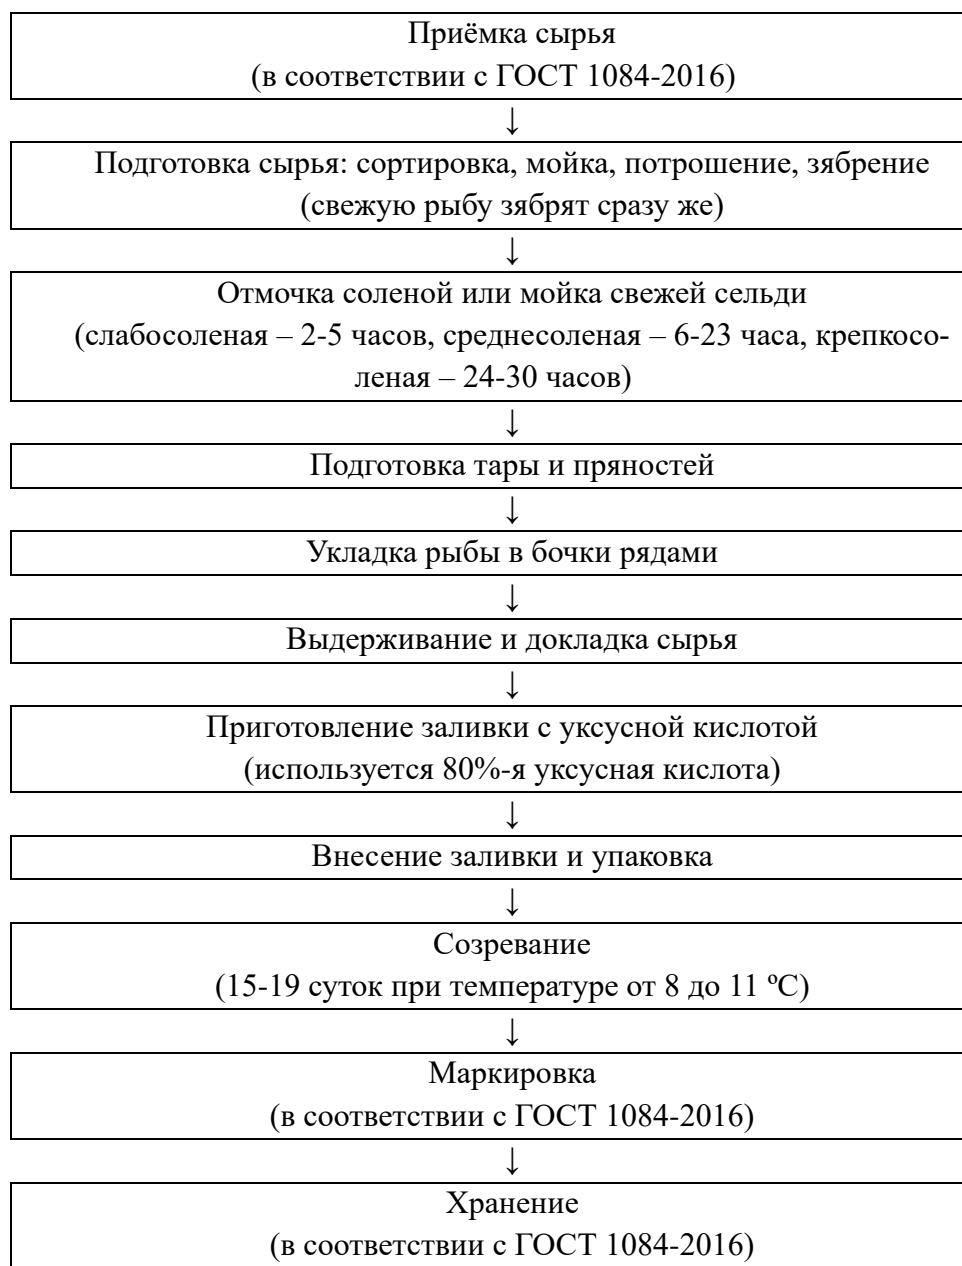 Приёмка сырья
(в соответствии с ГОСТ 1084-2016)
↓
Подготовка сырья: сортировка, мойка, потрошение, зябрение
(свежую рыбу зябрят сразу же)
↓
Отмочка соленой или мойка свежей сельди
(слабосоленая – 2-5 часов, среднесоленая – 6-23 часа, крепкосо-
леная – 24-30 часов)
↓
Подготовка тары и пряностей
↓
Укладка рыбы в бочки рядами
↓
Выдерживание и докладка сырья
↓
Приготовление заливки с уксусной кислотой
(используется 80%-я уксусная кислота)
↓
Внесение заливки и упаковка
↓
Созревание
(15-19 суток при температуре от 8 до 11 ºС)
↓
Маркировка
(в соответствии с ГОСТ 1084-2016)
↓
Хранение
(в соответствии с ГОСТ 1084-2016)